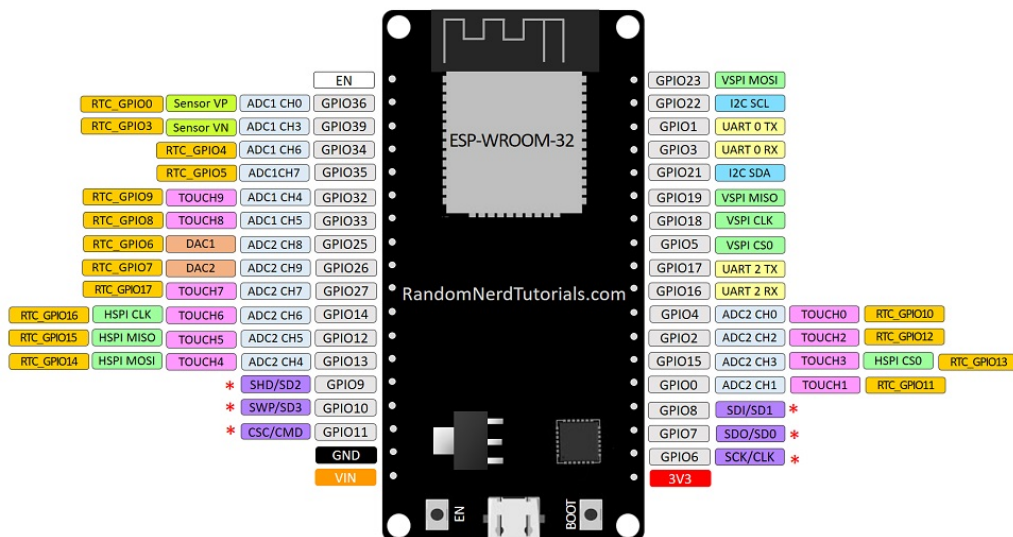 EN GPIO23 VSPI MOSI
RTC_GPIO0 Sensor VP ADC1 CH0 GPIO36 GPIO22 I2C SCL
RTC_GPIO3 Sensor VN ADC1 CH3 GPIO39 GPIO1 UART 0 TX
RTC_GPIO4 ADC1 CH6 GPIO34 ESP-WROOM-32 GPIO3 UART 0 RX
RTC_GPIO5 ADC1CH7 GPIO35 GPIO21 I2C SDA
RTC_GPIO9 TOUCH9 ADC1 CH4 GPIO32 GPIO19 VSPI MISO
RTC_GPIO8 TOUCH8 ADC1 CH5 GPIO33 GPIO18 VSPI CLK
RTC_GPIO6 DAC1 ADC2 CH8 GPIO25 GPIO5 VSPI CS0
RTC_GPIO7 DAC2 ADC2 CH9 GPIO26 GPIO17 UART 2 TX
RTC_GPIO17 TOUCH7 ADC2 CH7 GPIO27 RandomNerdTutorials.com GPIO16 UART 2 RX
RTC_GPIO16 HSPI CLK TOUCH6 ADC2 CH6 GPIO14 GPIO4 ADC2 CH0 TOUCH0 RTC_GPIO10
RTC_GPIO15 HSPI MISO TOUCH5 ADC2 CH5 GPIO12 GPIO2 ADC2 CH2 TOUCH2 RTC_GPIO12
RTC_GPIO14 HSPI MOSI TOUCH4 ADC2 CH4 GPIO13 GPIO15 ADC2 CH3 TOUCH3 HSPI CS0 RTC_GPIO13
* SHD/SD2 GPIO9 GPIO0 ADC2 CH1 TOUCH1 RTC_GPIO11
* SWP/SD3 GPIO10 GPIO8 SDI/SD1 *
* CSC/CMD GPIO11 GPIO7 SDO/SD0 *
GND GPIO6 SCK/CLK *
VIN 3V3
EN BOOT